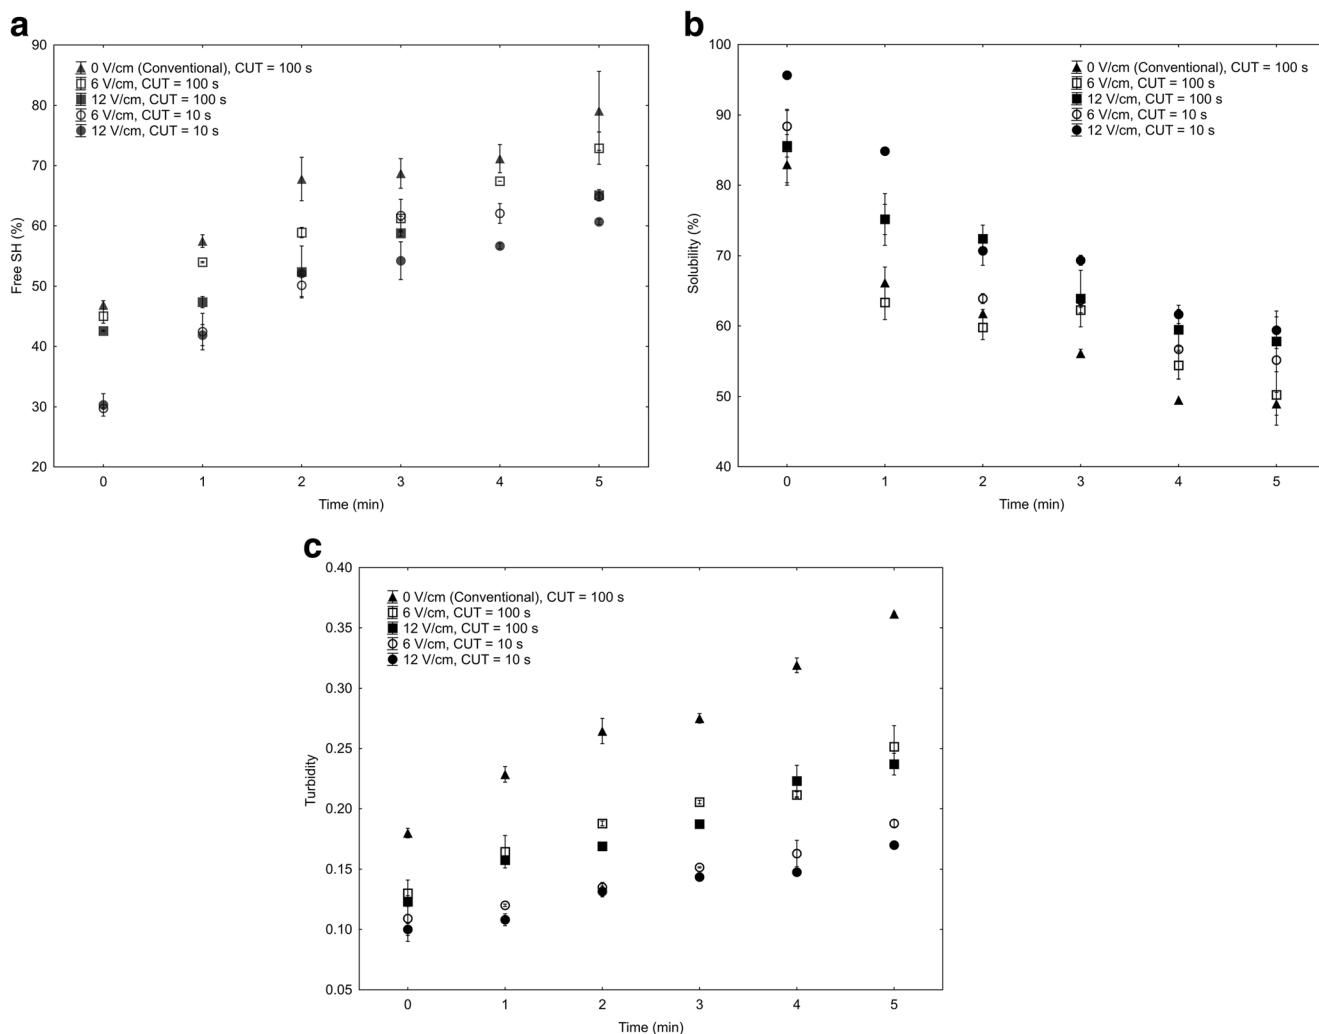 a
90
80
70
60
50
40
30
20
Free SH (%)
0 V/cm (Conventional), CUT = 100 s
6 V/cm, CUT = 100 s
12 V/cm, CUT = 100 s
6 V/cm, CUT = 10 s
12 V/cm, CUT = 10 s
0 1 2 3 4 5
Time (min)
b
100
90
80
70
60
50
40
Solubility (%)
0 V/cm (Conventional), CUT = 100 s
6 V/cm, CUT = 100 s
12 V/cm, CUT = 100 s
6 V/cm, CUT = 10 s
12 V/cm, CUT = 10 s
0 1 2 3 4 5
Time (min)
c
0.40
0.35
0.30
0.25
0.20
0.15
0.10
0.05
Turbidity
0 V/cm (Conventional), CUT = 100 s
6 V/cm, CUT = 100 s
12 V/cm, CUT = 100 s
6 V/cm, CUT = 10 s
12 V/cm, CUT = 10 s
0 1 2 3 4 5
Time (min)